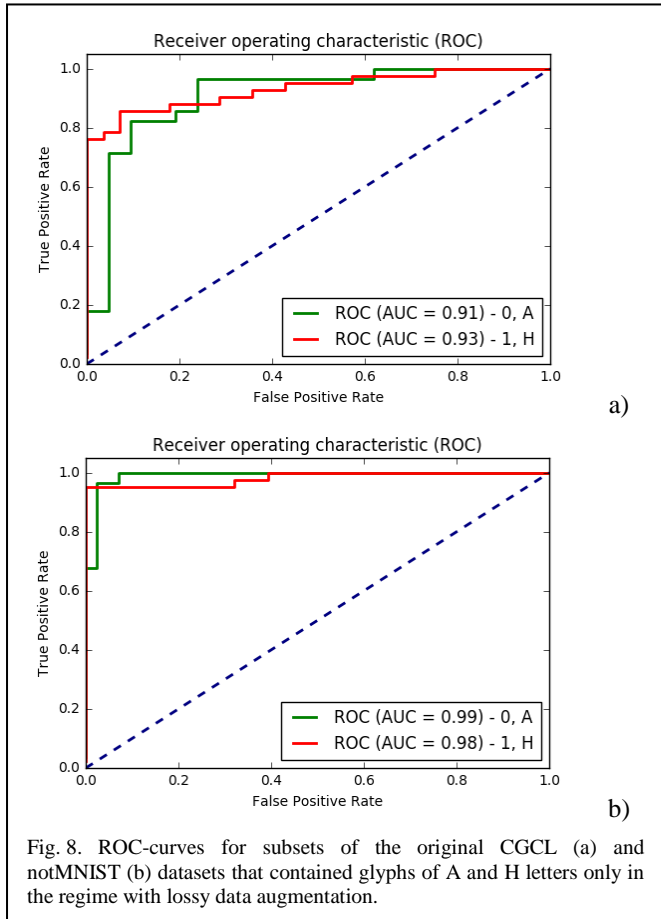 Receiver operating characteristic (ROC)
1.0
0.8
0.6
0.4
0.2
0.0
True Positive Rate
ROC (AUC = 0.91) - 0, A
ROC (AUC = 0.93) - 1, H
0.0 0.2 0.4 0.6 0.8 1.0
False Positive Rate
a)
Receiver operating characteristic (ROC)
1.0
0.8
0.6
0.4
0.2
0.0
True Positive Rate
ROC (AUC = 0.99) - 0, A
ROC (AUC = 0.98) - 1, H
0.0 0.2 0.4 0.6 0.8 1.0
False Positive Rate
b)
Fig. 8. ROC-curves for subsets of the original CGCL (a) and
notMNIST (b) datasets that contained glyphs of A and H letters only in
the regime with lossy data augmentation.